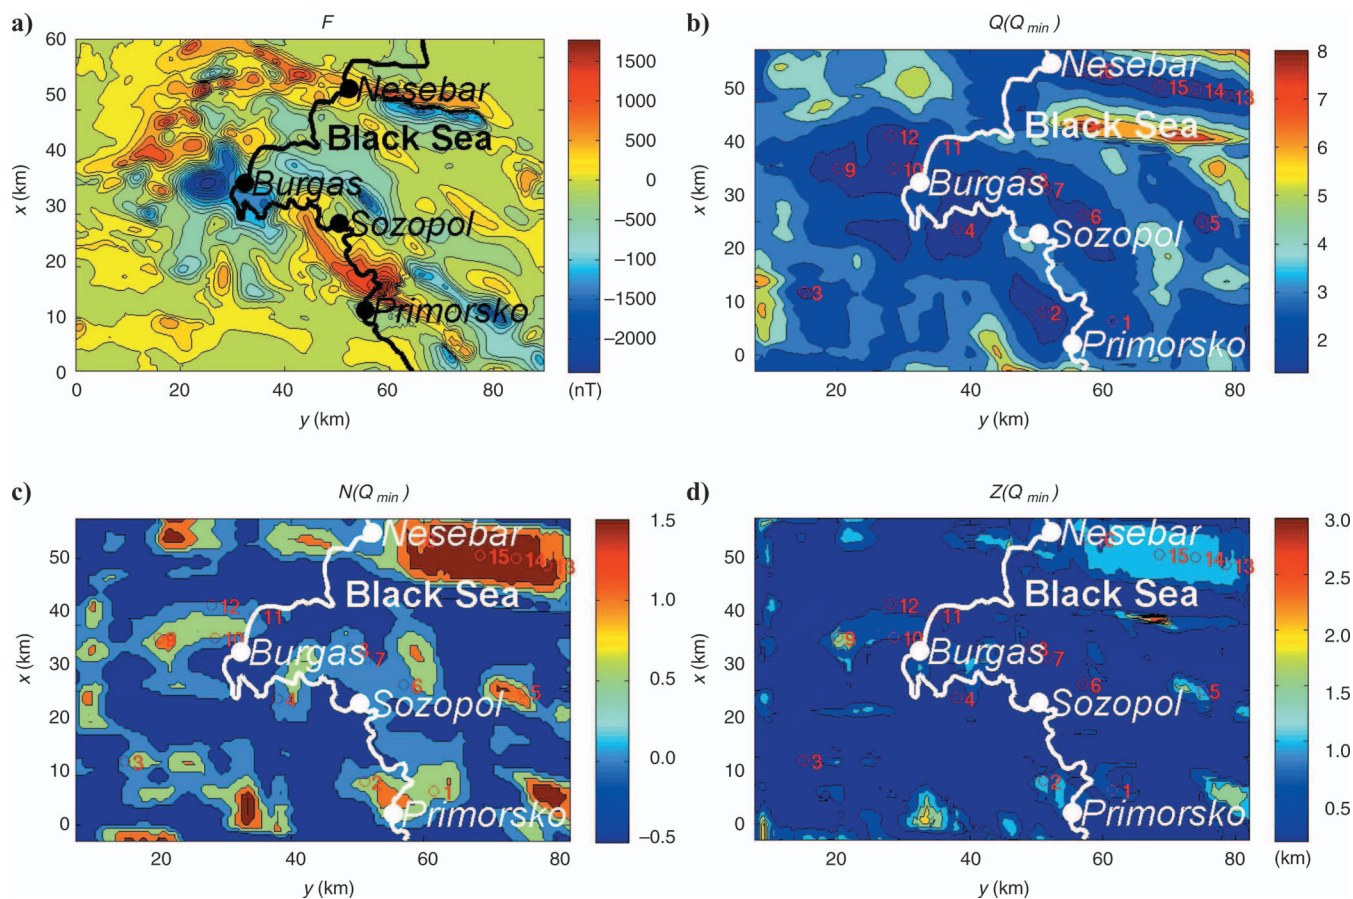 a)
F
60
50
40
30
20
10
0
x (km)
0
20
40
60
80
y (km)
Nesebar
Black Sea
Burgas
Sozopol
Primorsko
1500
1000
500
0
−500
−1000
−1500
−2000
(nT)
b)
Q(Q min )
50
40
30
20
10
0
x (km)
20
40
60
80
y (km)
Nesebar
15
14
13
Black Sea
12
11
9
10
Burgas
7
6
5
4
Sozopol
3
2
1
Primorsko
8
7
6
5
4
3
2
c)
N(Q min )
50
40
30
20
10
0
x (km)
20
40
60
80
y (km)
Nesebar
15
14
13
Black Sea
12
11
9
10
Burgas
7
6
5
4
Sozopol
3
2
1
Primorsko
1.5
1.0
0.5
0.0
−0.5
d)
Z(Q min )
50
40
30
20
10
0
x (km)
20
40
60
80
y (km)
Nesebar
15
14
13
Black Sea
12
11
9
10
Burgas
7
6
5
4
Sozopol
3
2
1
Primorsko
3.0
2.5
2.0
1.5
1.0
0.5
(km)